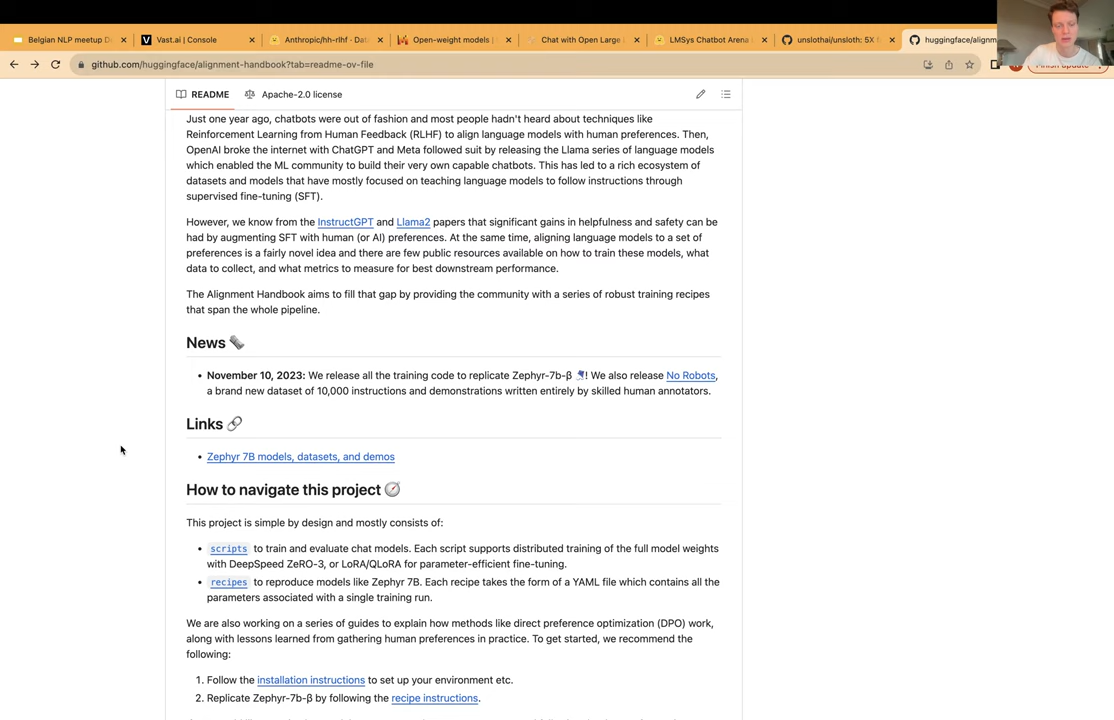 Belgian NLP meetup D
Vast.ai | Console
Anthropic/hh-rlhf · Dat
Open-weight models |
Chat with Open Large
LMSys Chatbot Arena
unslothai/unsloth: 5X f
huggingface/alignm
github.com/huggingface/alignment-handbook?tab=readme-ov-file
Finish update
README
Apache-2.0 license
Just one year ago, chatbots were out of fashion and most people hadn't heard about techniques like
Reinforcement Learning from Human Feedback (RLHF) to align language models with human preferences. Then,
OpenAI broke the internet with ChatGPT and Meta followed suit by releasing the Llama series of language models
which enabled the ML community to build their very own capable chatbots. This has led to a rich ecosystem of
datasets and models that have mostly focused on teaching language models to follow instructions through
supervised fine-tuning (SFT).
However, we know from the InstructGPT and Llama2 papers that significant gains in helpfulness and safety can be
had by augmenting SFT with human (or AI) preferences. At the same time, aligning language models to a set of
preferences is a fairly novel idea and there are few public resources available on how to train these models, what
data to collect, and what metrics to measure for best downstream performance.
The Alignment Handbook aims to fill that gap by providing the community with a series of robust training recipes
that span the whole pipeline.
News 🗞️
• November 10, 2023: We release all the training code to replicate Zephyr-7b-β 🪁! We also release No Robots,
a brand new dataset of 10,000 instructions and demonstrations written entirely by skilled human annotators.
Links 🔗
• Zephyr 7B models, datasets, and demos
How to navigate this project 🧭
This project is simple by design and mostly consists of:
• scripts to train and evaluate chat models. Each script supports distributed training of the full model weights
with DeepSpeed ZeRO-3, or LoRA/QLoRA for parameter-efficient fine-tuning.
• recipes to reproduce models like Zephyr 7B. Each recipe takes the form of a YAML file which contains all the
parameters associated with a single training run.
We are also working on a series of guides to explain how methods like direct preference optimization (DPO) work,
along with lessons learned from gathering human preferences in practice. To get started, we recommend the
following:
1. Follow the installation instructions to set up your environment etc.
2. Replicate Zephyr-7b-β by following the recipe instructions.